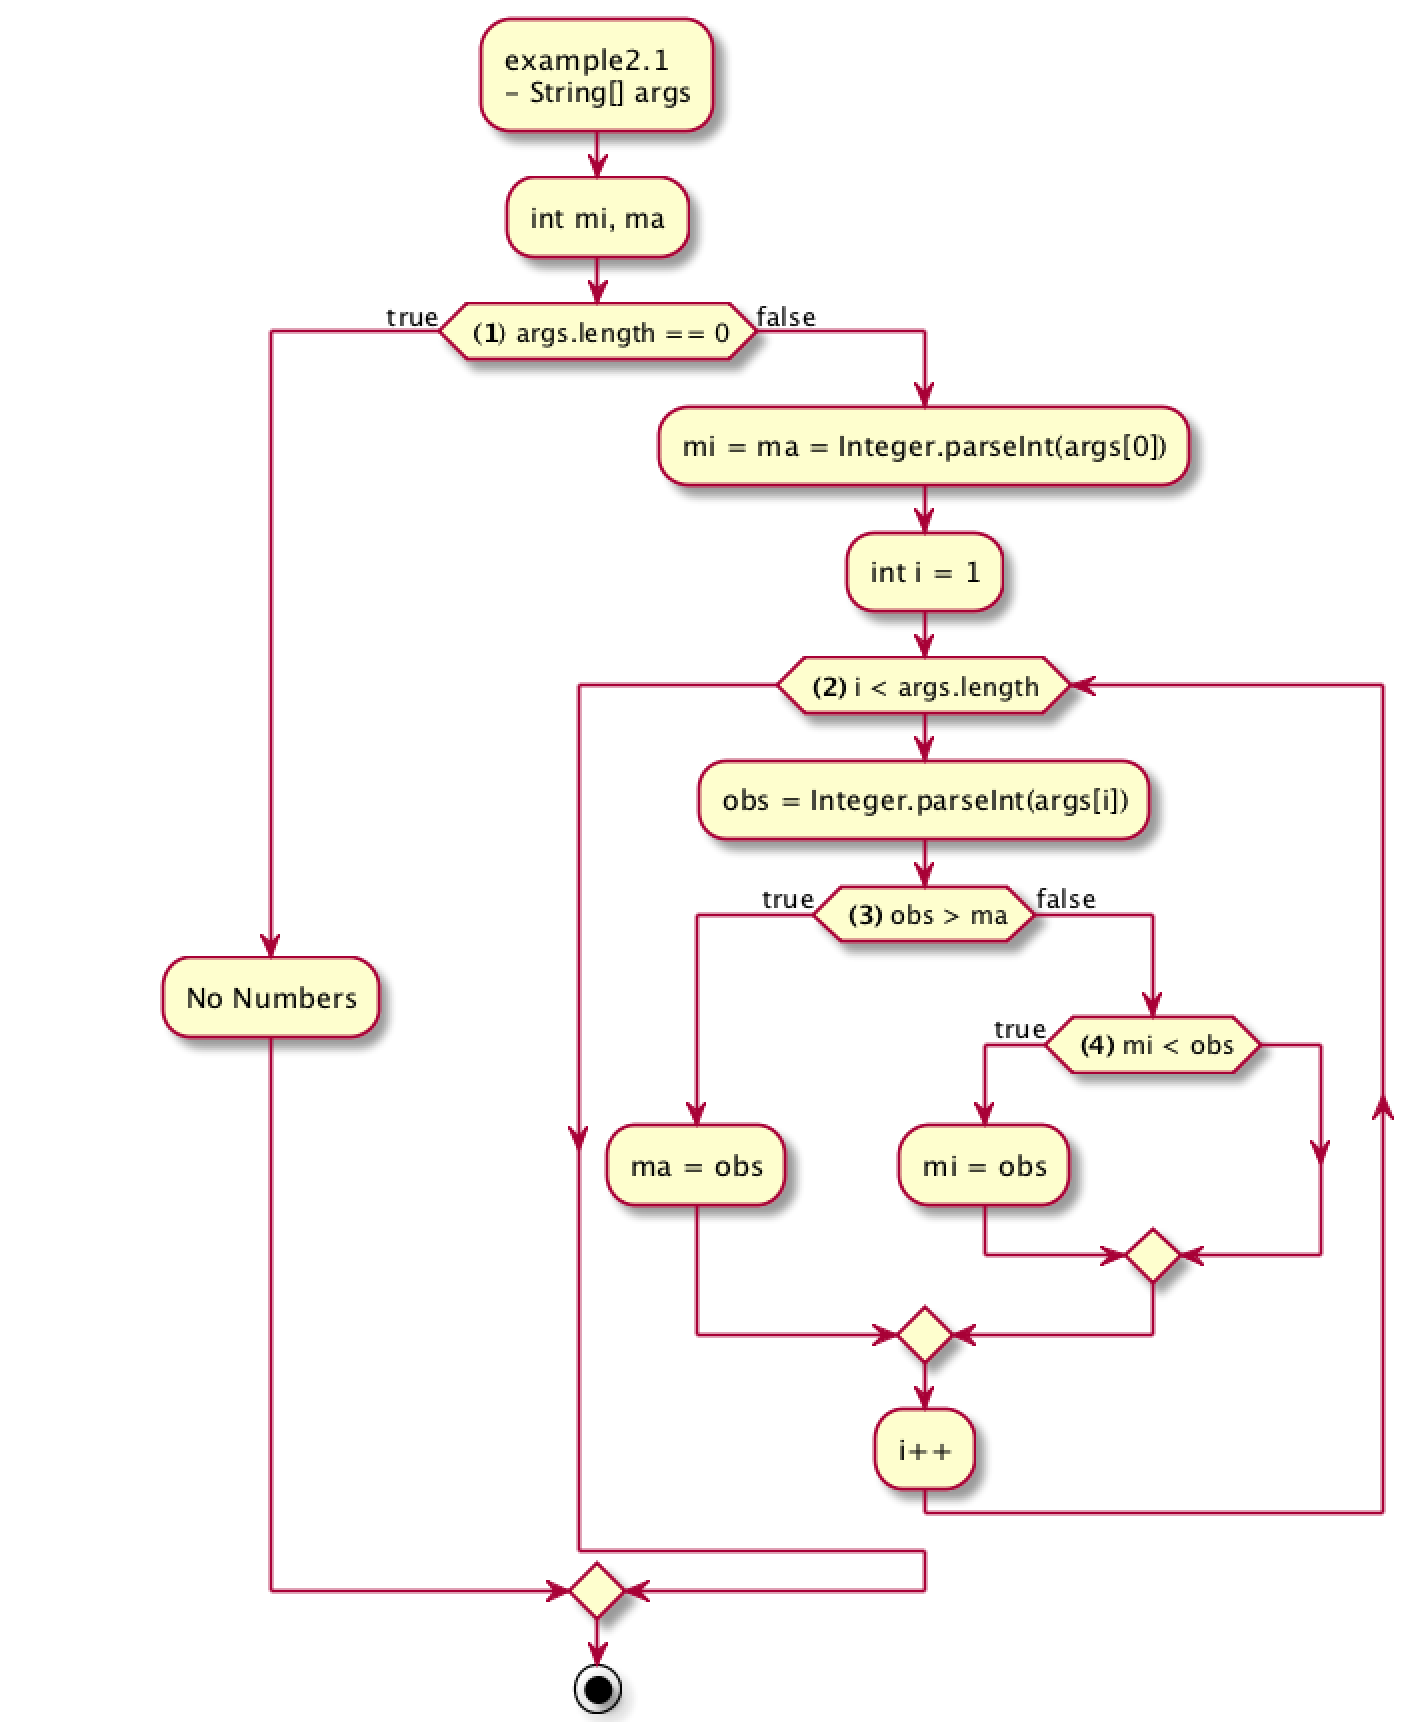 example2.1
- String[] args
int mi, ma
true
(1) args.length == 0
false
mi = ma = Integer.parseInt(args[0])
int i = 1
(2) i < args.length
obs = Integer.parseInt(args[i])
true
(3) obs > ma
false
No Numbers
true
(4) mi < obs
ma = obs
mi = obs
i++